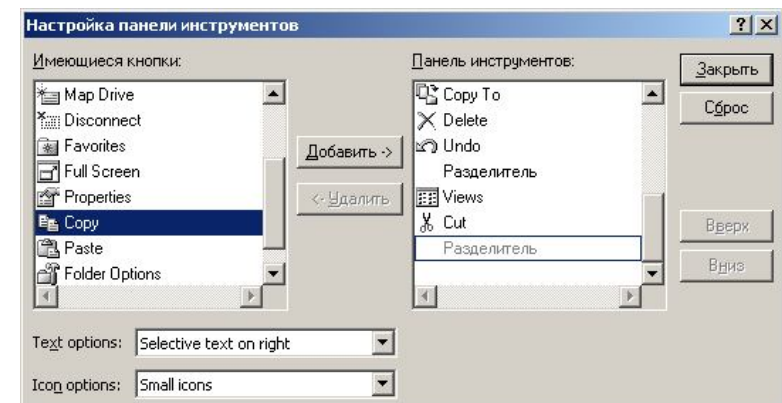 Настройка панели инструментов
Имеющиеся кнопки:
Map Drive
Disconnect
Favorites
Full Screen
Properties
Copy
Paste
Folder Options
Добавить ->
<- Удалить
Панель инструментов:
Copy To
Delete
Undo
Разделитель
Views
Cut
Разделитель
Закрыть
Сброс
Вверх
Вниз
Text options: Selective text on right
Icon options: Small icons